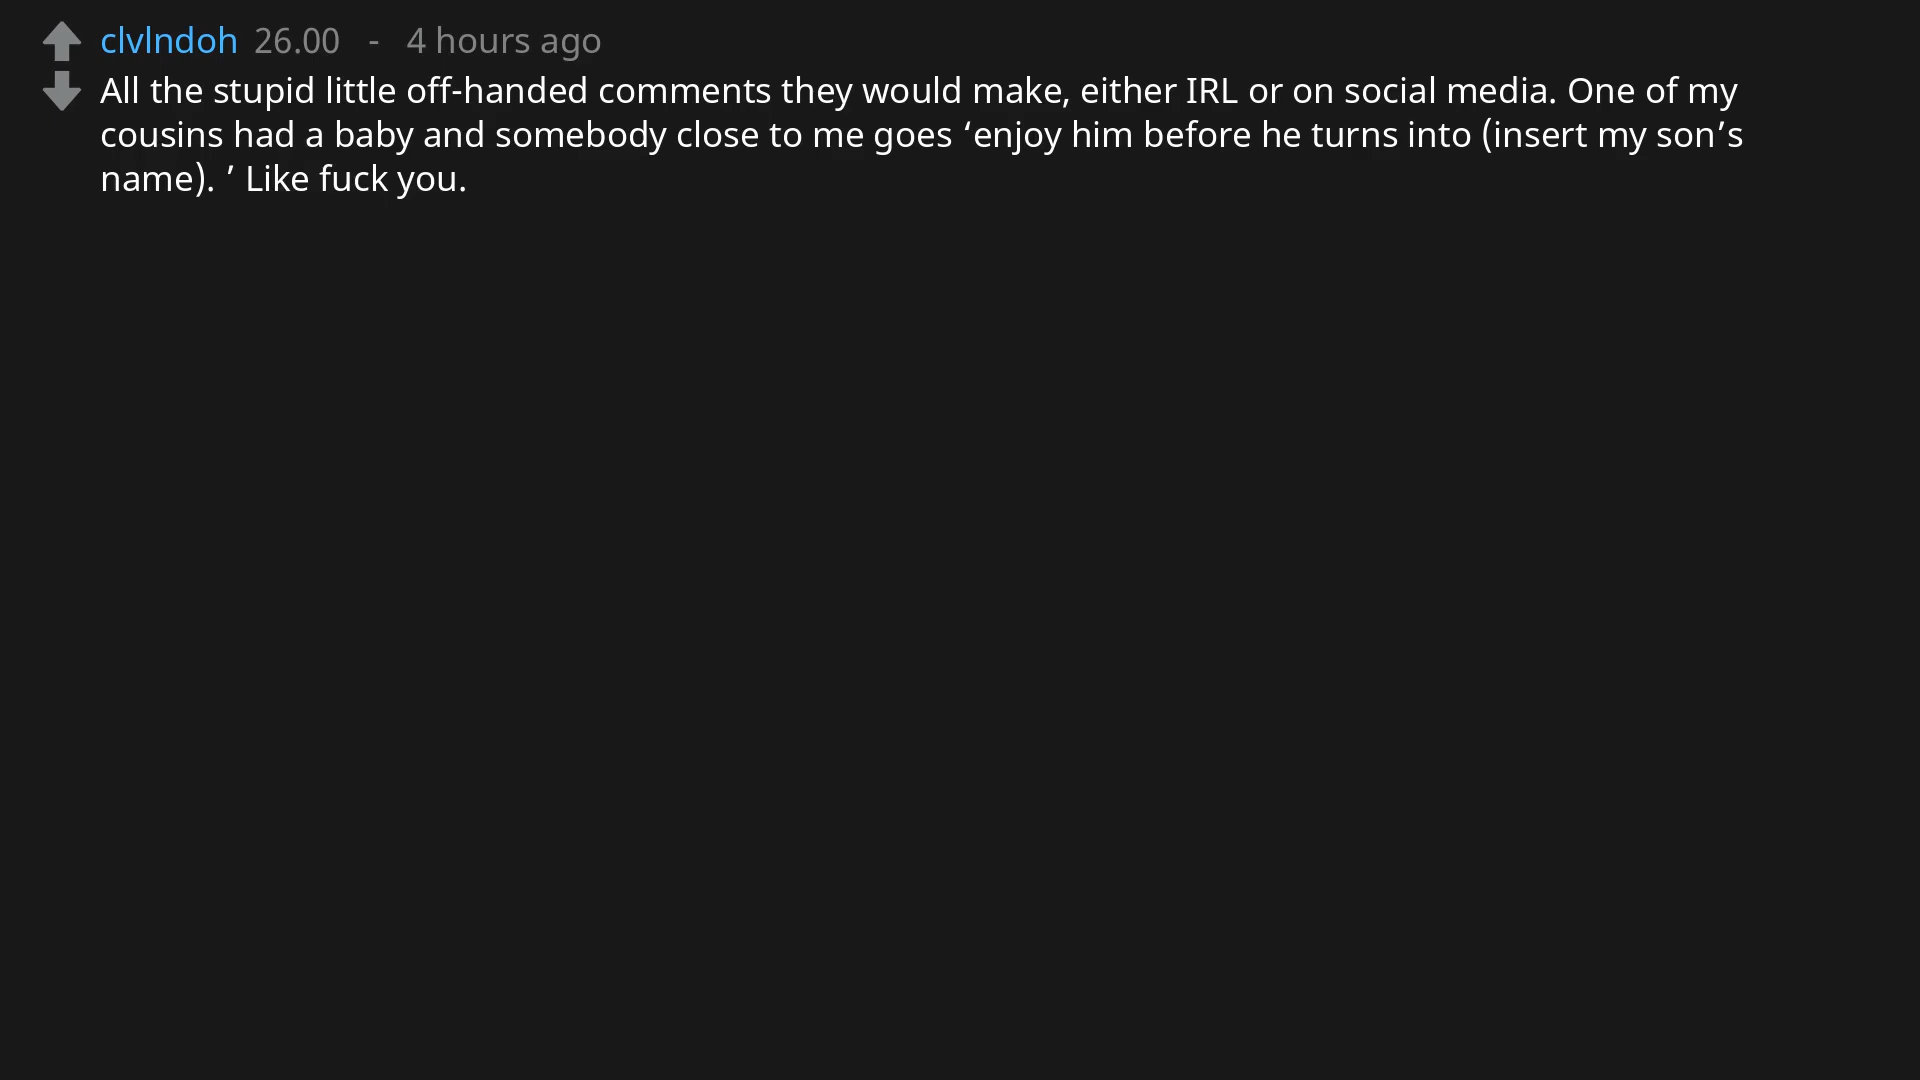 clvlndoh 26.00 - 4 hours ago
All the stupid little off-handed comments they would make, either IRL or on social media. One of my
cousins had a baby and somebody close to me goes ‘enjoy him before he turns into (insert my son’s
name). ’ Like fuck you.